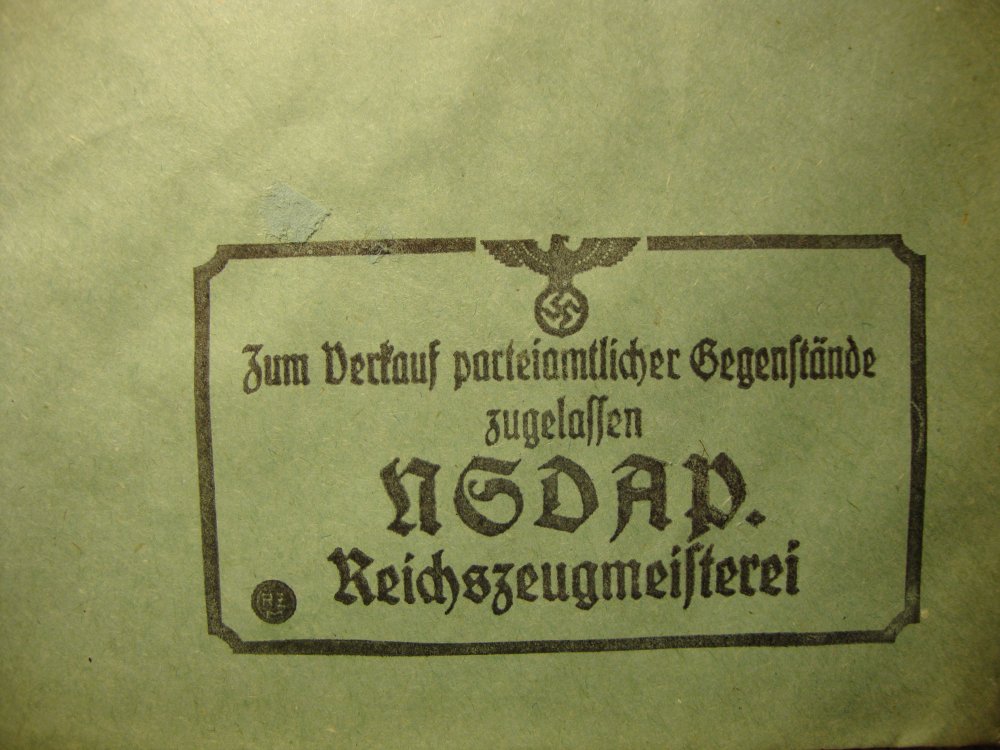 Zum Verkauf parteiamtlicher Gegenſtände
zugelaſſen
NSDAP.
Reichszeugmeiſterei